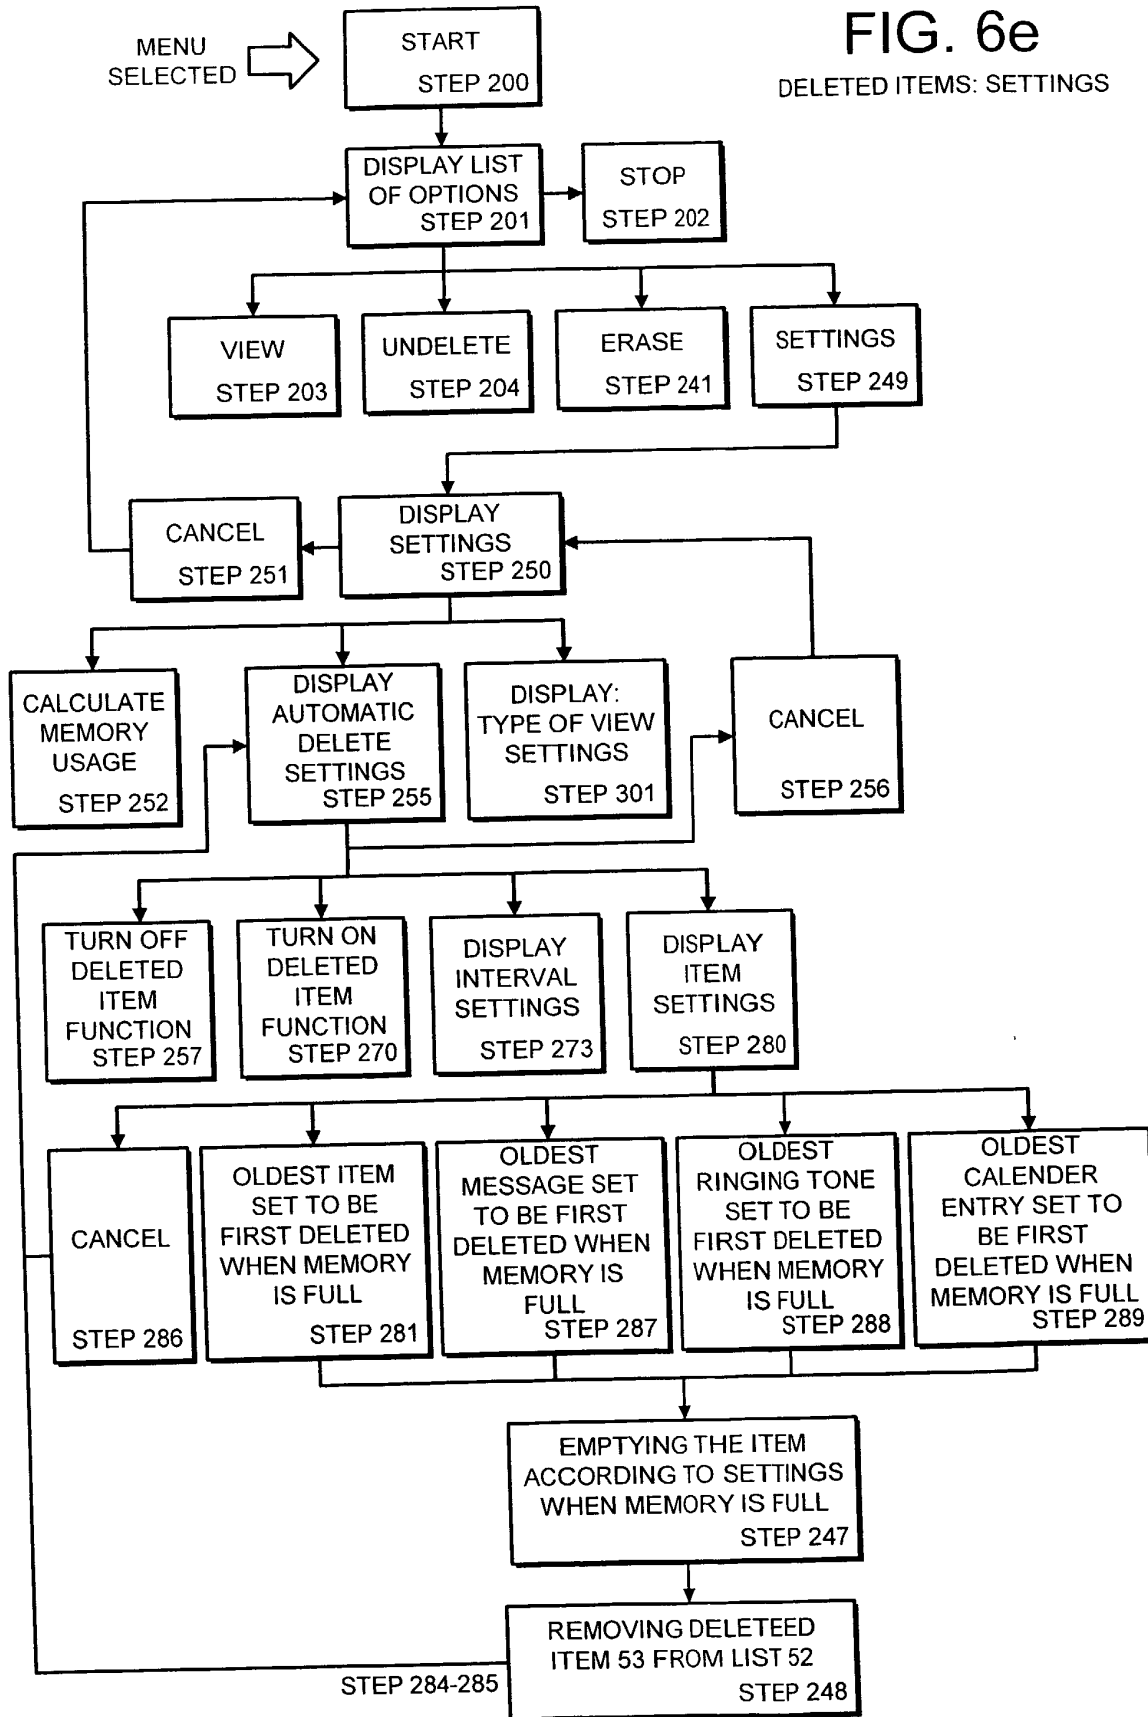 FIG. 6e
DELETED ITEMS: SETTINGS
MENU
SELECTED
START
STEP 200
DISPLAY LIST
OF OPTIONS
STEP 201
STOP
STEP 202
VIEW
STEP 203
UNDELETE
STEP 204
ERASE
STEP 241
SETTINGS
STEP 249
CANCEL
STEP 251
DISPLAY
SETTINGS
STEP 250
CALCULATE
MEMORY
USAGE
STEP 252
DISPLAY
AUTOMATIC
DELETE
SETTINGS
STEP 255
DISPLAY:
TYPE OF VIEW
SETTINGS
STEP 301
CANCEL
STEP 256
TURN OFF
DELETED
ITEM
FUNCTION
STEP 257
TURN ON
DELETED
ITEM
FUNCTION
STEP 270
DISPLAY
INTERVAL
SETTINGS
STEP 273
DISPLAY
ITEM
SETTINGS
STEP 280
CANCEL
STEP 286
OLDEST ITEM
SET TO BE
FIRST DELETED
WHEN MEMORY
IS FULL
STEP 281
OLDEST
MESSAGE SET
TO BE FIRST
DELETED WHEN
MEMORY IS
FULL
STEP 287
OLDEST
RINGING TONE
SET TO BE
FIRST DELETED
WHEN MEMORY
IS FULL
STEP 288
OLDEST
CALENDER
ENTRY SET TO
BE FIRST
DELETED WHEN
MEMORY IS FULL
STEP 289
EMPTYING THE ITEM
ACCORDING TO SETTINGS
WHEN MEMORY IS FULL
STEP 247
REMOVING DELETEED
ITEM 53 FROM LIST 52
STEP 248
STEP 284-285